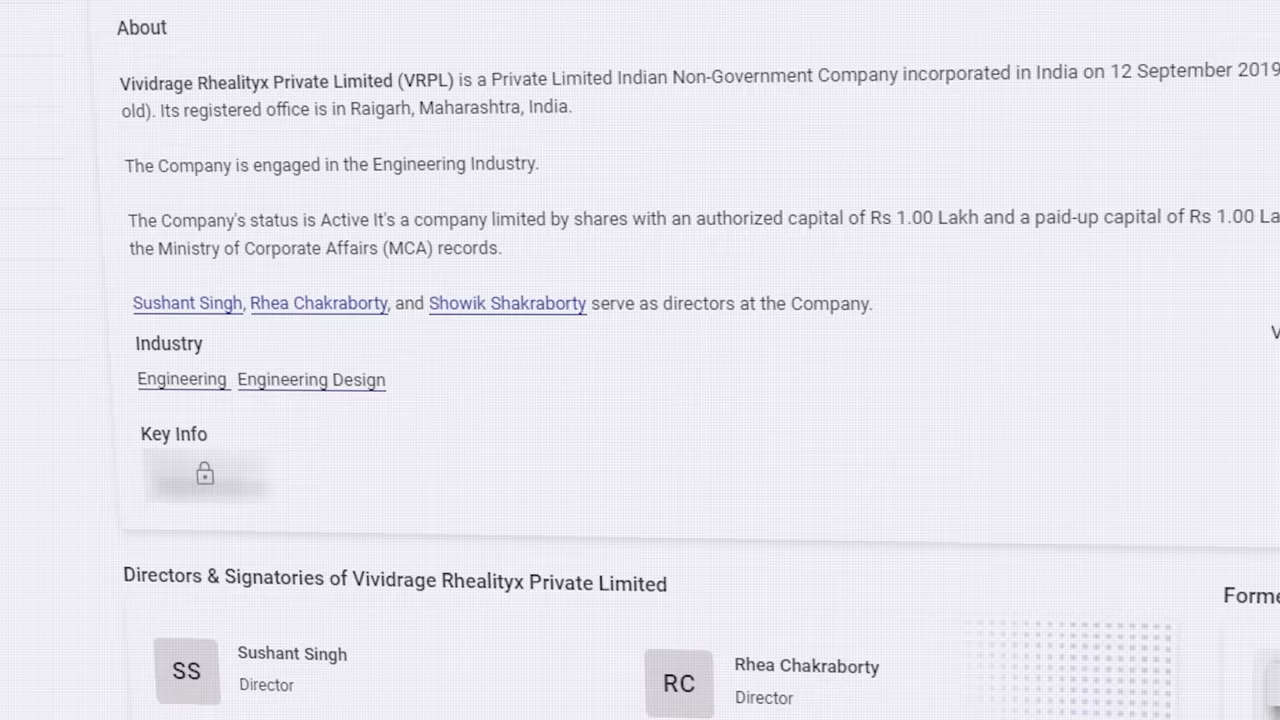 About
Vividrage Rhealityx Private Limited (VRPL) is a Private Limited Indian Non-Government Company incorporated in India on 12 September 2019
old). Its registered office is in Raigarh, Maharashtra, India.
The Company is engaged in the Engineering Industry.
The Company's status is Active It's a company limited by shares with an authorized capital of Rs 1.00 Lakh and a paid-up capital of Rs 1.00 La
the Ministry of Corporate Affairs (MCA) records.
Sushant Singh, Rhea Chakraborty, and Showik Shakraborty serve as directors at the Company.
V
Industry
Engineering Engineering Design
Key Info
Directors & Signatories of Vividrage Rhealityx Private Limited
Forme
SS
Sushant Singh
Director
RC
Rhea Chakraborty
Director